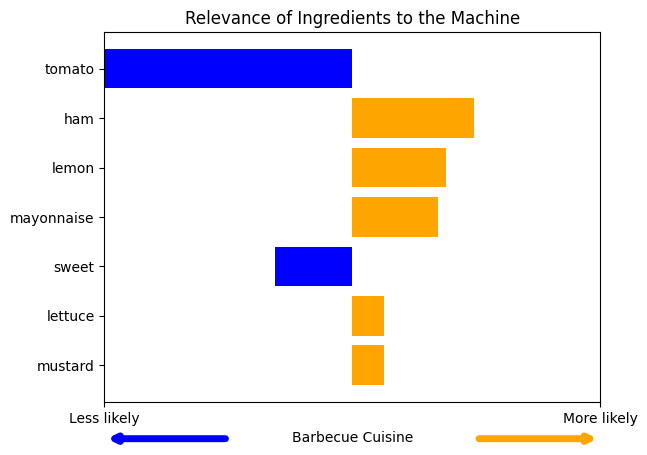 Relevance of Ingredients to the Machine
tomato
ham
lemon
mayonnaise
sweet
lettuce
mustard
Less likely
More likely
Barbecue Cuisine